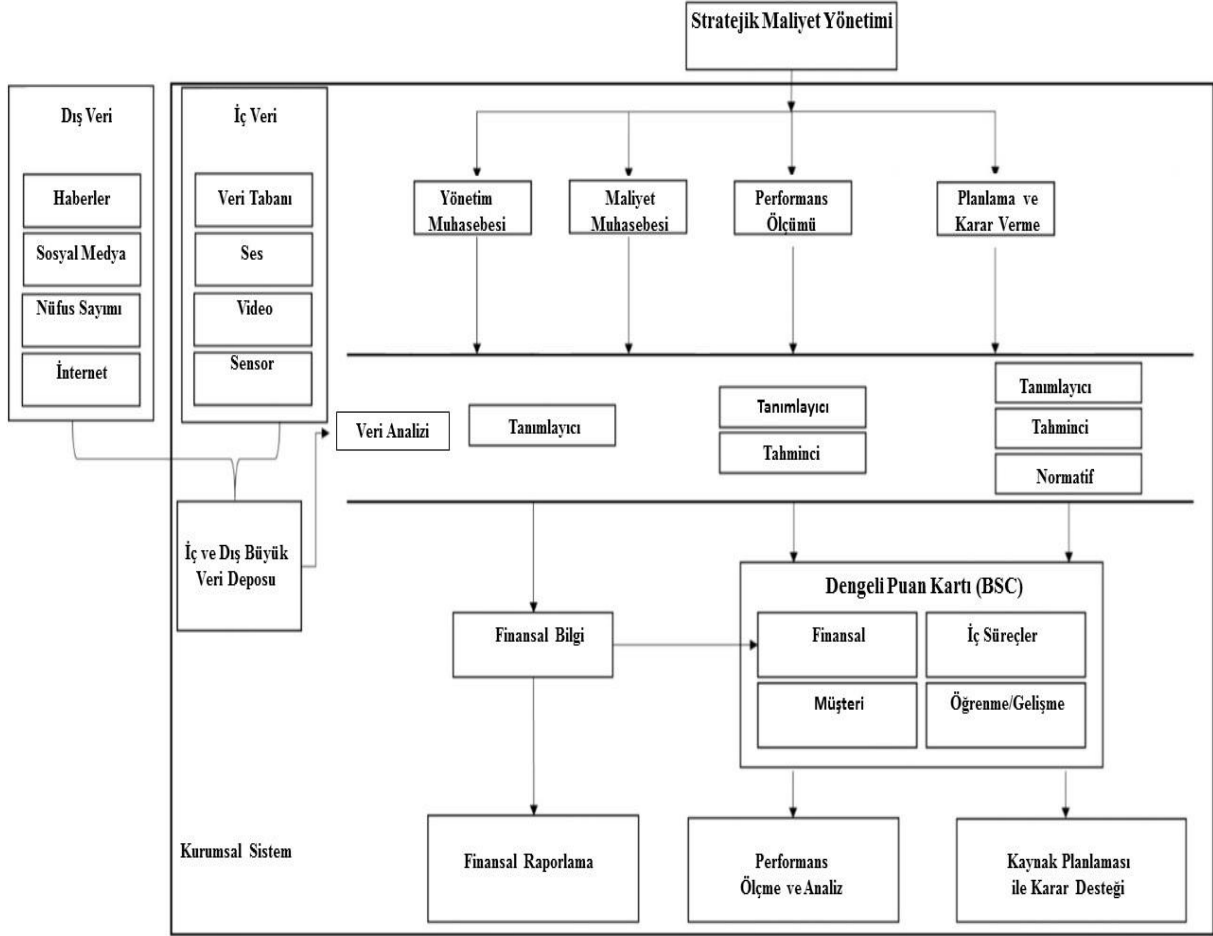 Stratejik Maliyet Yönetimi
Dış Veri
Haberler
Sosyal Medya
Nüfus Sayımı
İnternet
İç Veri
Veri Tabanı
Ses
Video
Sensor
Yönetim
Muhasebesi
Maliyet
Muhasebesi
Performans
Ölçümü
Planlama ve
Karar Verme
Veri Analizi
Tanımlayıcı
Tanımlayıcı
Tahminci
Tanımlayıcı
Tahminci
Normatif
İç ve Dış Büyük
Veri Deposu
Finansal Bilgi
Dengeli Puan Kartı (BSC)
Finansal
İç Süreçler
Müşteri
Öğrenme/Gelişme
Kurumsal Sistem
Finansal Raporlama
Performans
Ölçme ve Analiz
Kaynak Planlaması
ile Karar Desteği